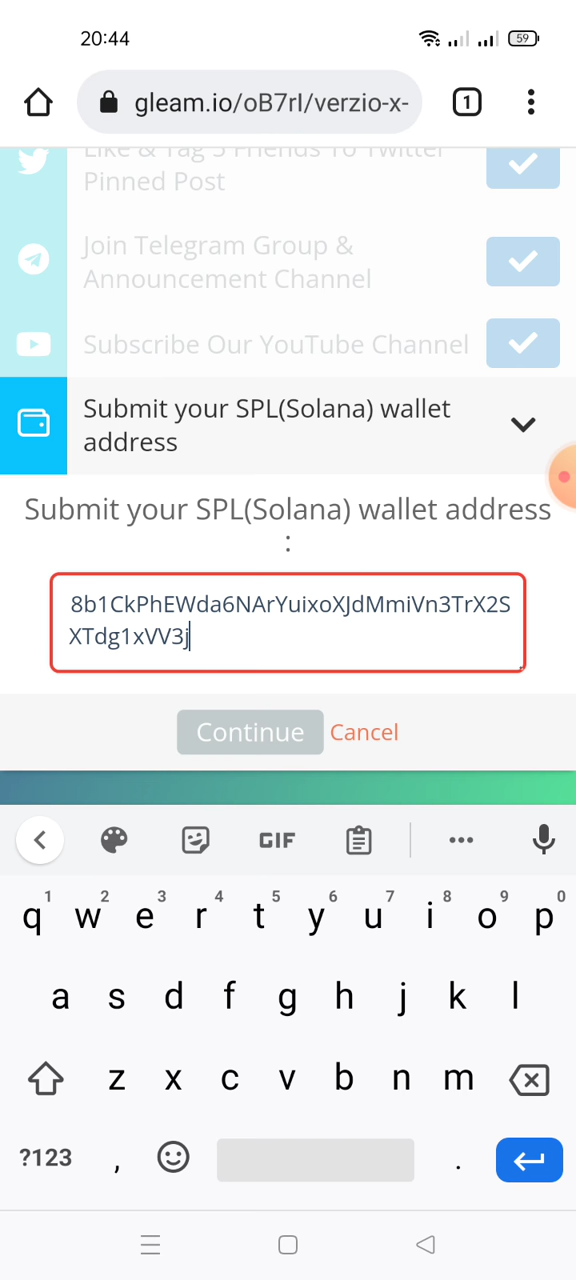 20:44
59
gleam.io/oB7rI/verzio-x-
1
Like & Tag 5 Friends To Twitter
Pinned Post
Join Telegram Group &
Announcement Channel
Subscribe Our YouTube Channel
Submit your SPL(Solana) wallet
address
Submit your SPL(Solana) wallet address
:
8b1CkPhEWda6NArYuixoXJdMmiVn3TrX2S
XTdg1xVV3j
Continue Cancel
GIF
1 2 3 4 5 6 7 8 9 0
q w e r t y u i o p
a s d f g h j k l
z x c v b n m
?123 , .